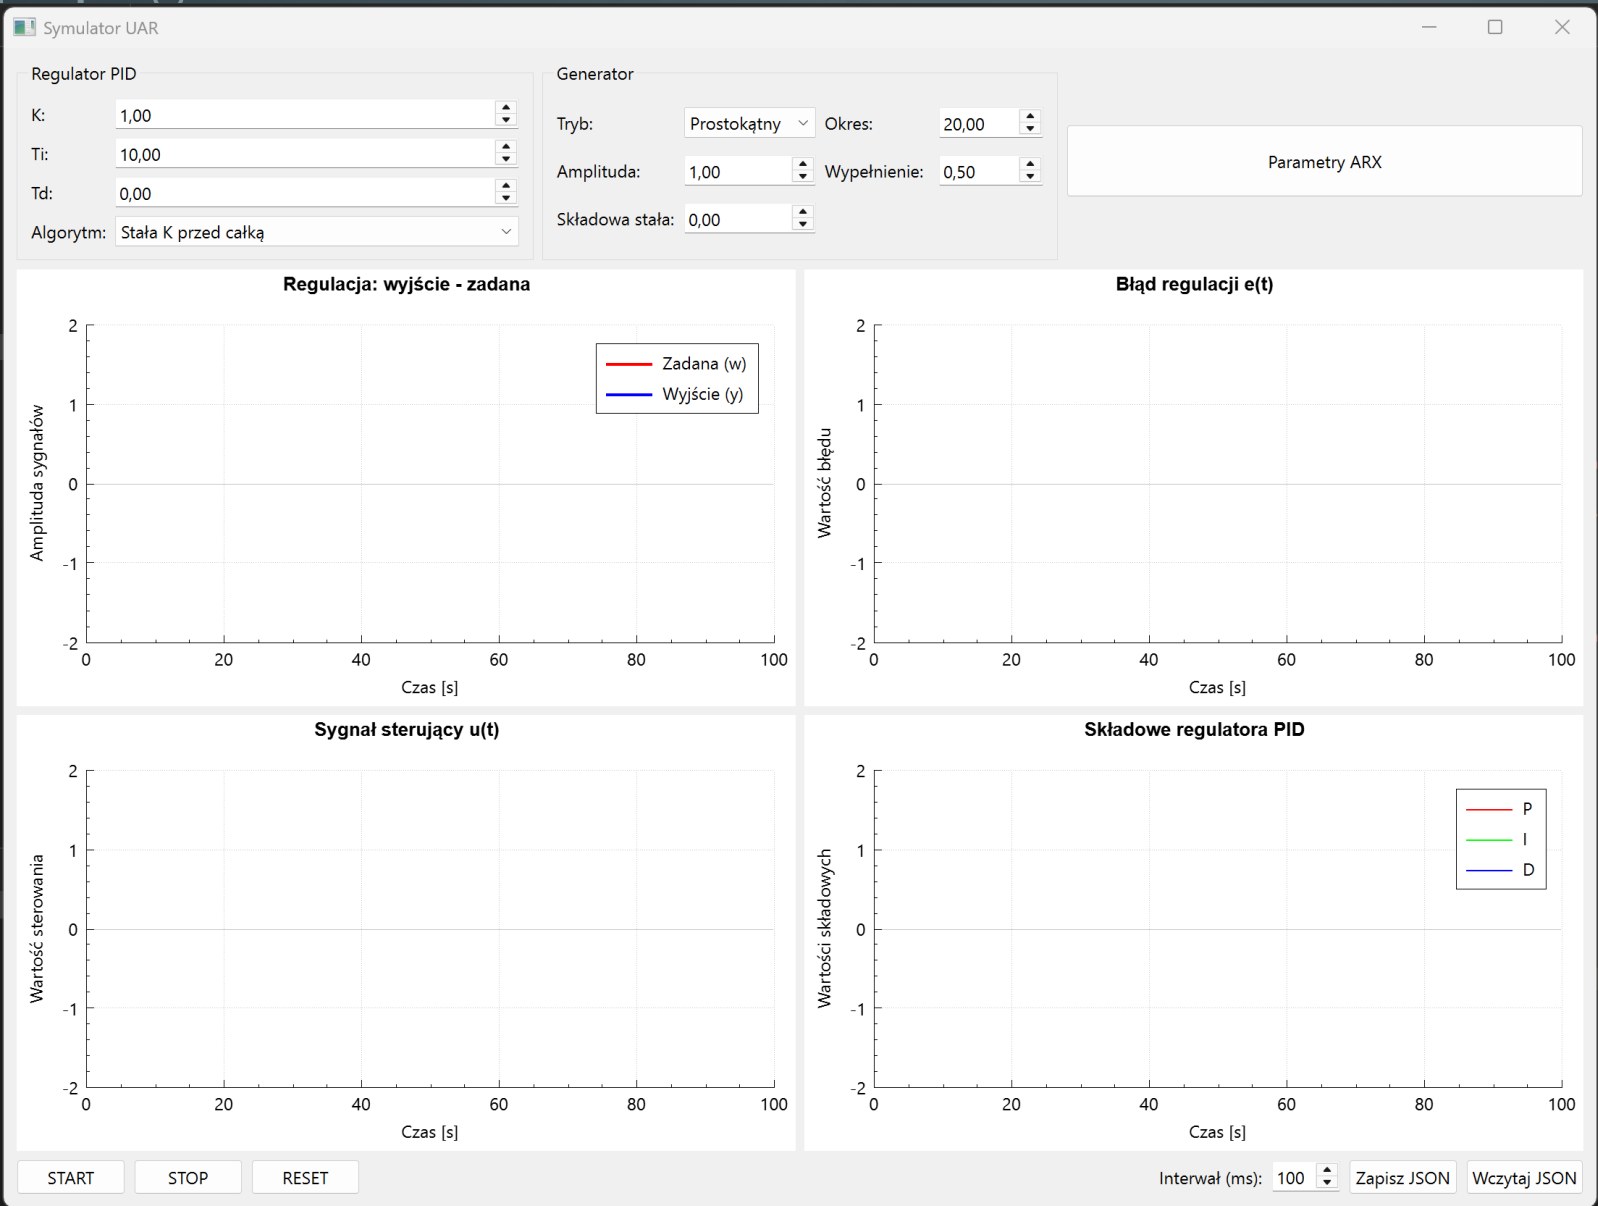 Symulator UAR
Regulator PID
K: 1,00
Ti: 10,00
Td: 0,00
Algorytm: Stała K przed całką
Generator
Tryb: Prostokątny Okres: 20,00
Amplituda: 1,00 Wypełnienie: 0,50
Składowa stała: 0,00
Parametry ARX
Regulacja: wyjście - zadana
2
1
0
-1
-2
0 20 40 60 80 100
Amplituda sygnałów
Czas [s]
Zadana (w)
Wyjście (y)
Błąd regulacji e(t)
2
1
0
-1
-2
0 20 40 60 80 100
Wartość błędu
Czas [s]
Sygnał sterujący u(t)
2
1
0
-1
-2
0 20 40 60 80 100
Wartość sterowania
Czas [s]
Składowe regulatora PID
2
1
0
-1
-2
0 20 40 60 80 100
Wartości składowych
Czas [s]
P
I
D
START STOP RESET Interwał (ms): 100 Zapisz JSON Wczytaj JSON